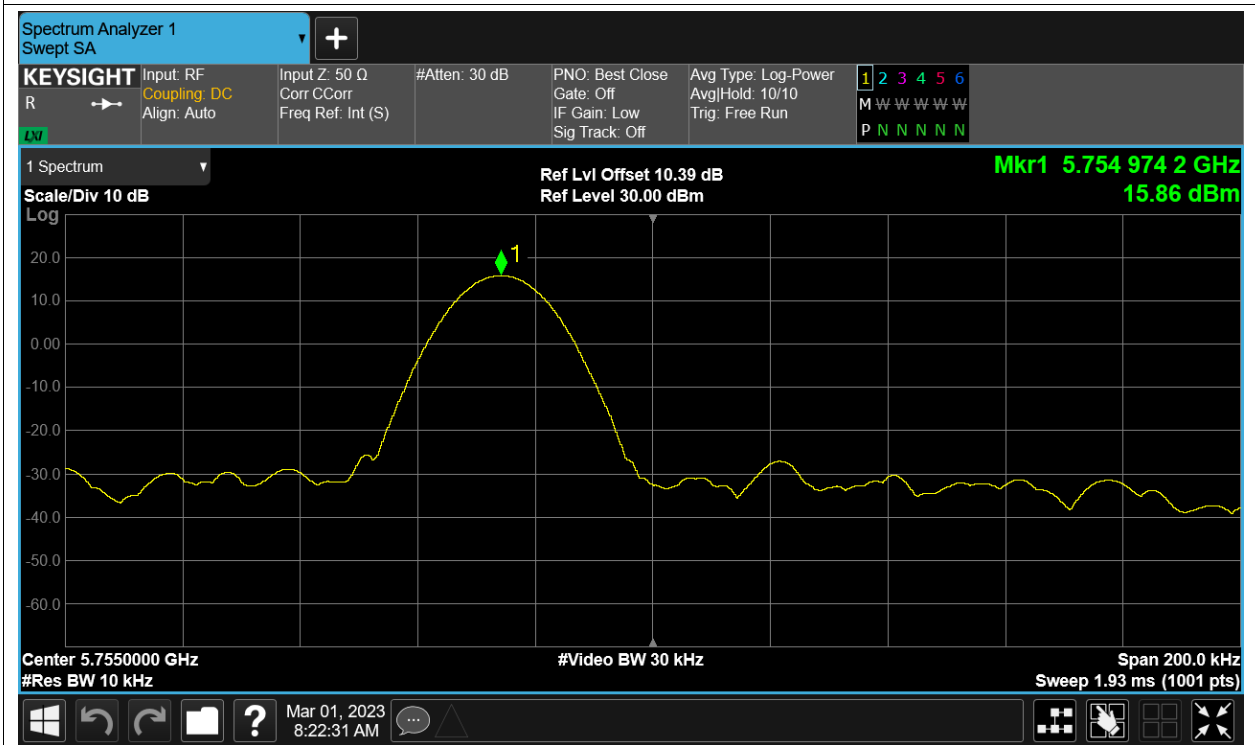 Spectrum Analyzer 1
Swept SA
KEYSIGHT
R
LXI
Input: RF
Coupling: DC
Align: Auto
Input Z: 50 Ω
Corr CCorr
Freq Ref: Int (S)
#Atten: 30 dB
PNO: Best Close
Gate: Off
IF Gain: Low
Sig Track: Off
Avg Type: Log-Power
Avg|Hold: 10/10
Trig: Free Run
1 2 3 4 5 6
M W W W W W
P N N N N N
1 Spectrum
Scale/Div 10 dB
Log
Ref Lvl Offset 10.39 dB
Ref Level 30.00 dBm
Mkr1 5.754 974 2 GHz
15.86 dBm
1
20.0
10.0
0.00
-10.0
-20.0
-30.0
-40.0
-50.0
-60.0
Center 5.7550000 GHz
#Video BW 30 kHz
Span 200.0 kHz
#Res BW 10 kHz
Sweep 1.93 ms (1001 pts)
?
Mar 01, 2023
8:22:31 AM